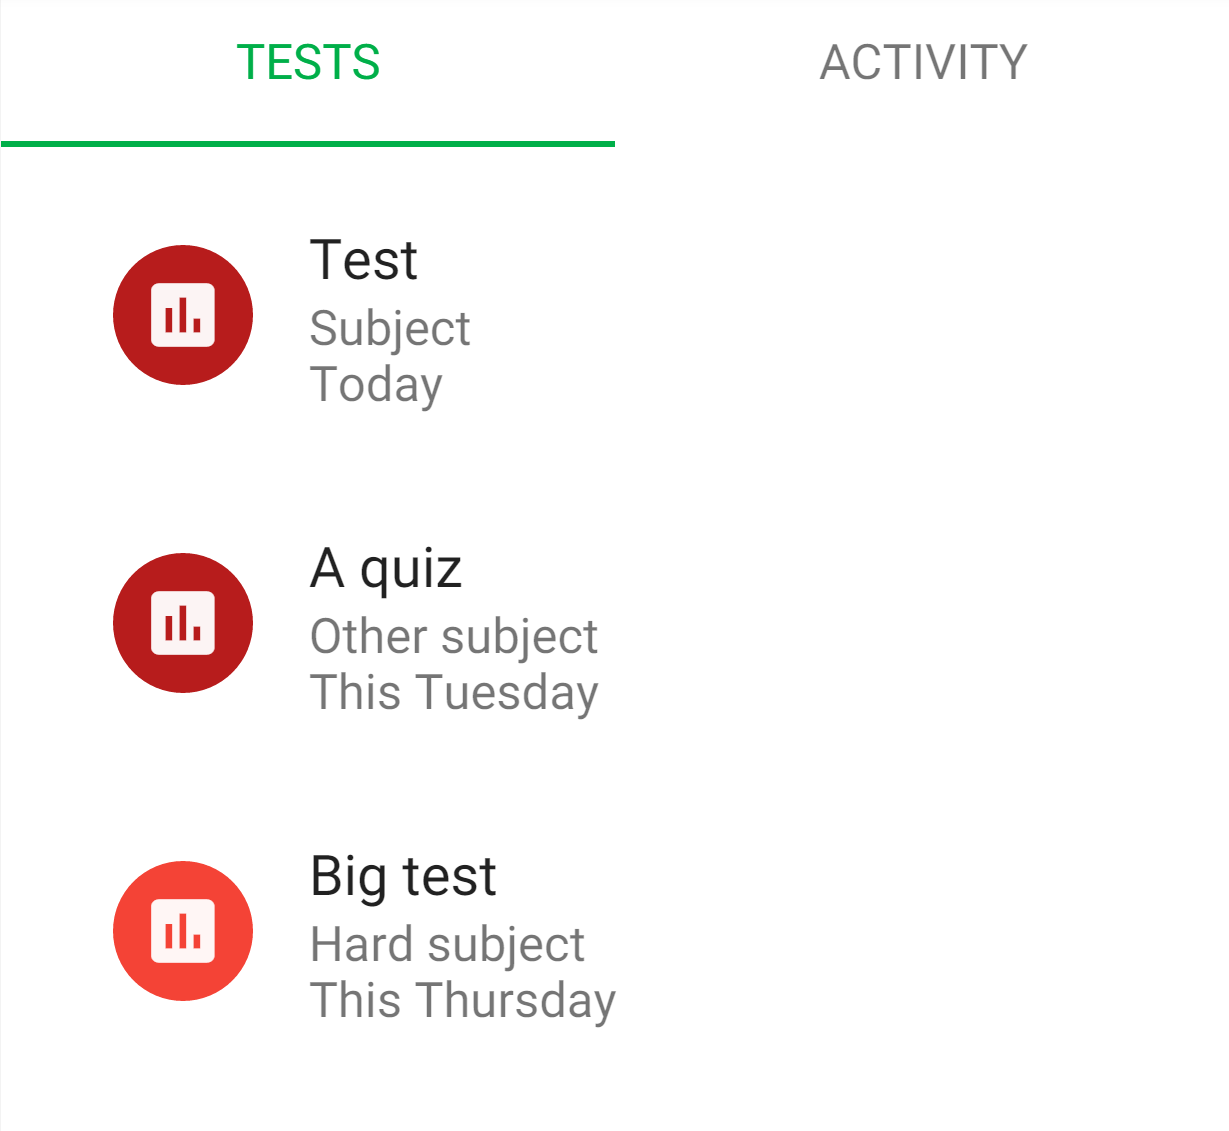 TESTS
ACTIVITY
Test
Subject
Today
A quiz
Other subject
This Tuesday
Big test
Hard subject
This Thursday